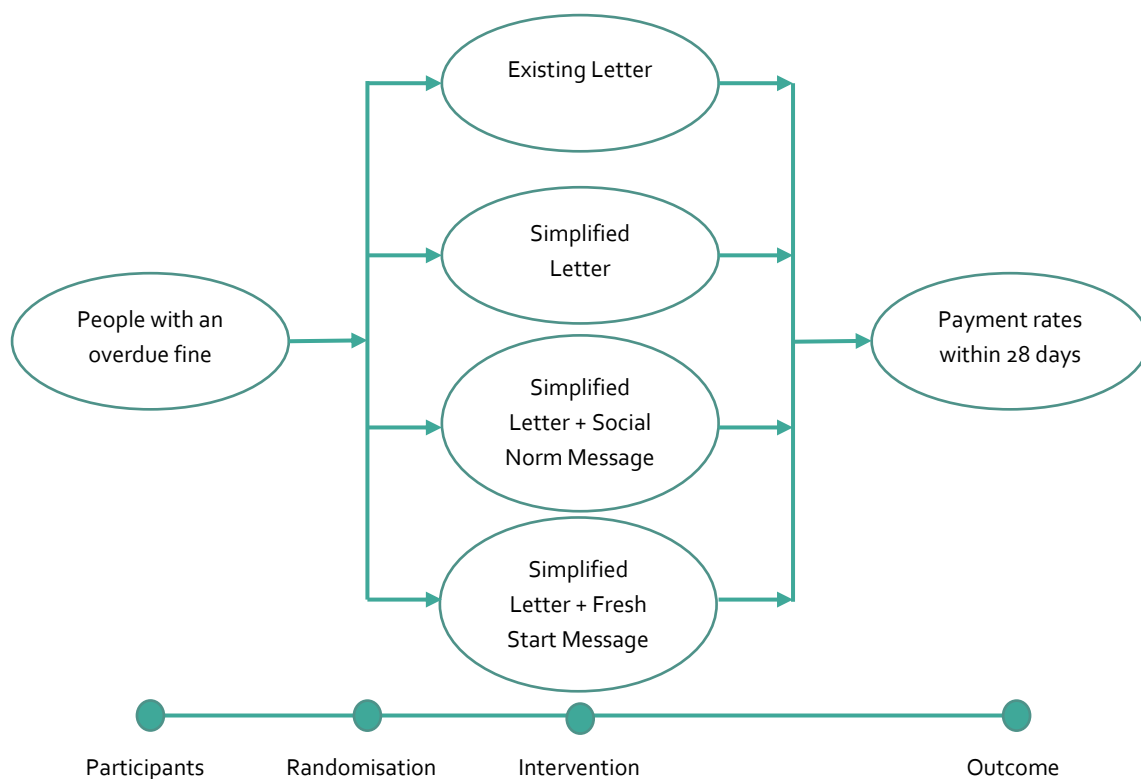 Existing Letter
Simplified
Letter
People with an
overdue fine
Simplified
Letter + Social
Norm Message
Simplified
Letter + Fresh
Start Message
Payment rates
within 28 days
Participants
Randomisation
Intervention
Outcome